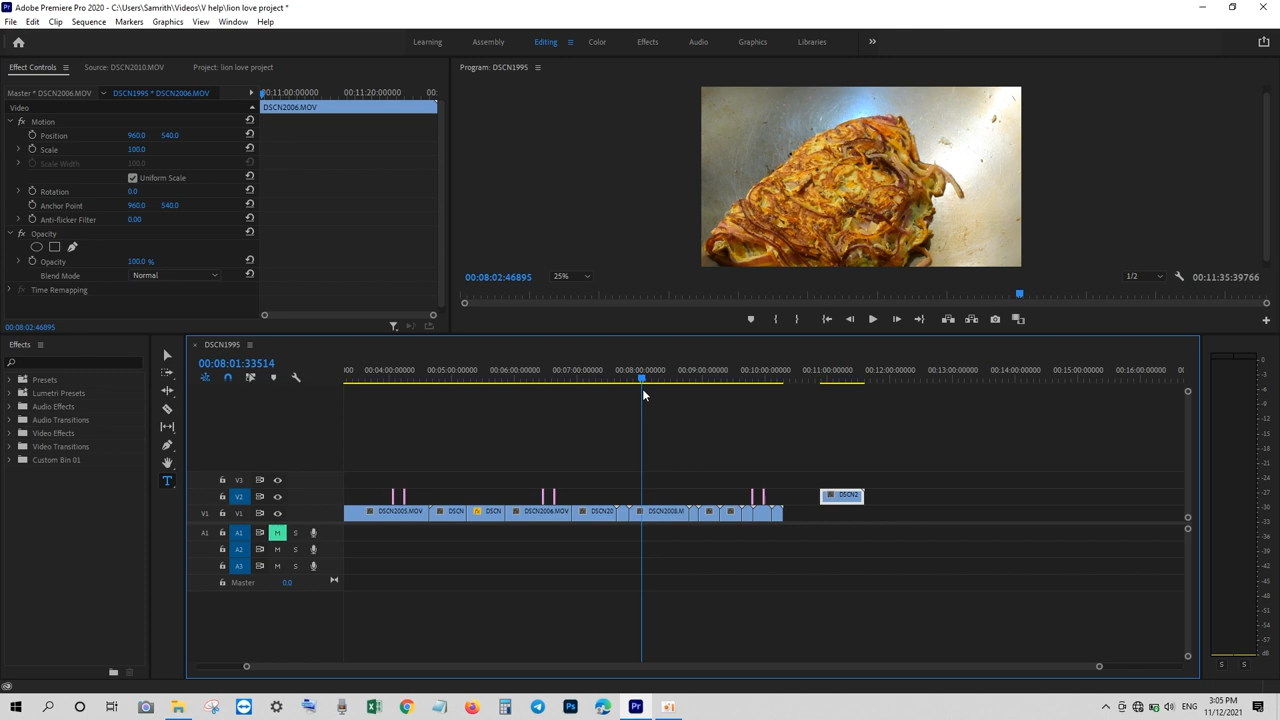 Adobe Premiere Pro 2020 - C:\Users\Samrith\Videos\V help\lion love project *
File Edit Clip Sequence Markers Graphics View Window Help
Learning Assembly Editing Color Effects Audio Graphics Libraries
Effect Controls Source: DSCN2010.MOV Project: lion love project
Program: DSCN1995
Master * DSCN2006.MOV DSCN1995 * DSCN2006.MOV 00:11:00:00000 00:11:20:00000 00:
Video DSCN2006.MOV
fx Motion
Position 960.0 540.0
Scale 100.0
Scale Width 100.0
Uniform Scale
Rotation 0.0
Anchor Point 960.0 540.0
Anti-flicker Filter 0.00
fx Opacity
Opacity 100.0 %
Blend Mode Normal
fx Time Remapping
00:08:02:46895
00:08:02:46895 25% 1/2 00:11:35:39766
Effects
Presets
Lumetri Presets
Audio Effects
Audio Transitions
Video Effects
Video Transitions
Custom Bin 01
DSCN1995
00:08:01:33514
000 00:04:00:00000 00:05:00:00000 00:06:00:00000 00:07:00:00000 00:08:00:00000 00:09:00:00000 00:10:00:00000 00:11:00:00000 00:12:00:00000 00:13:00:00000 00:14:00:00000 00:15:00:00000 00:16:00:00000 00
V3
V2 DSCN2
V1 V1 DSCN2005.MOV DSCN DSCN DSCN2006.MOV DSCN20 DSCN2008.M
A1 A1 M S
A2 M S
A3 M S
Master 0.0
0
-6
-12
-18
-24
-30
-36
-42
-48
-54
dB
S S
3:05 PM
11/12/2021